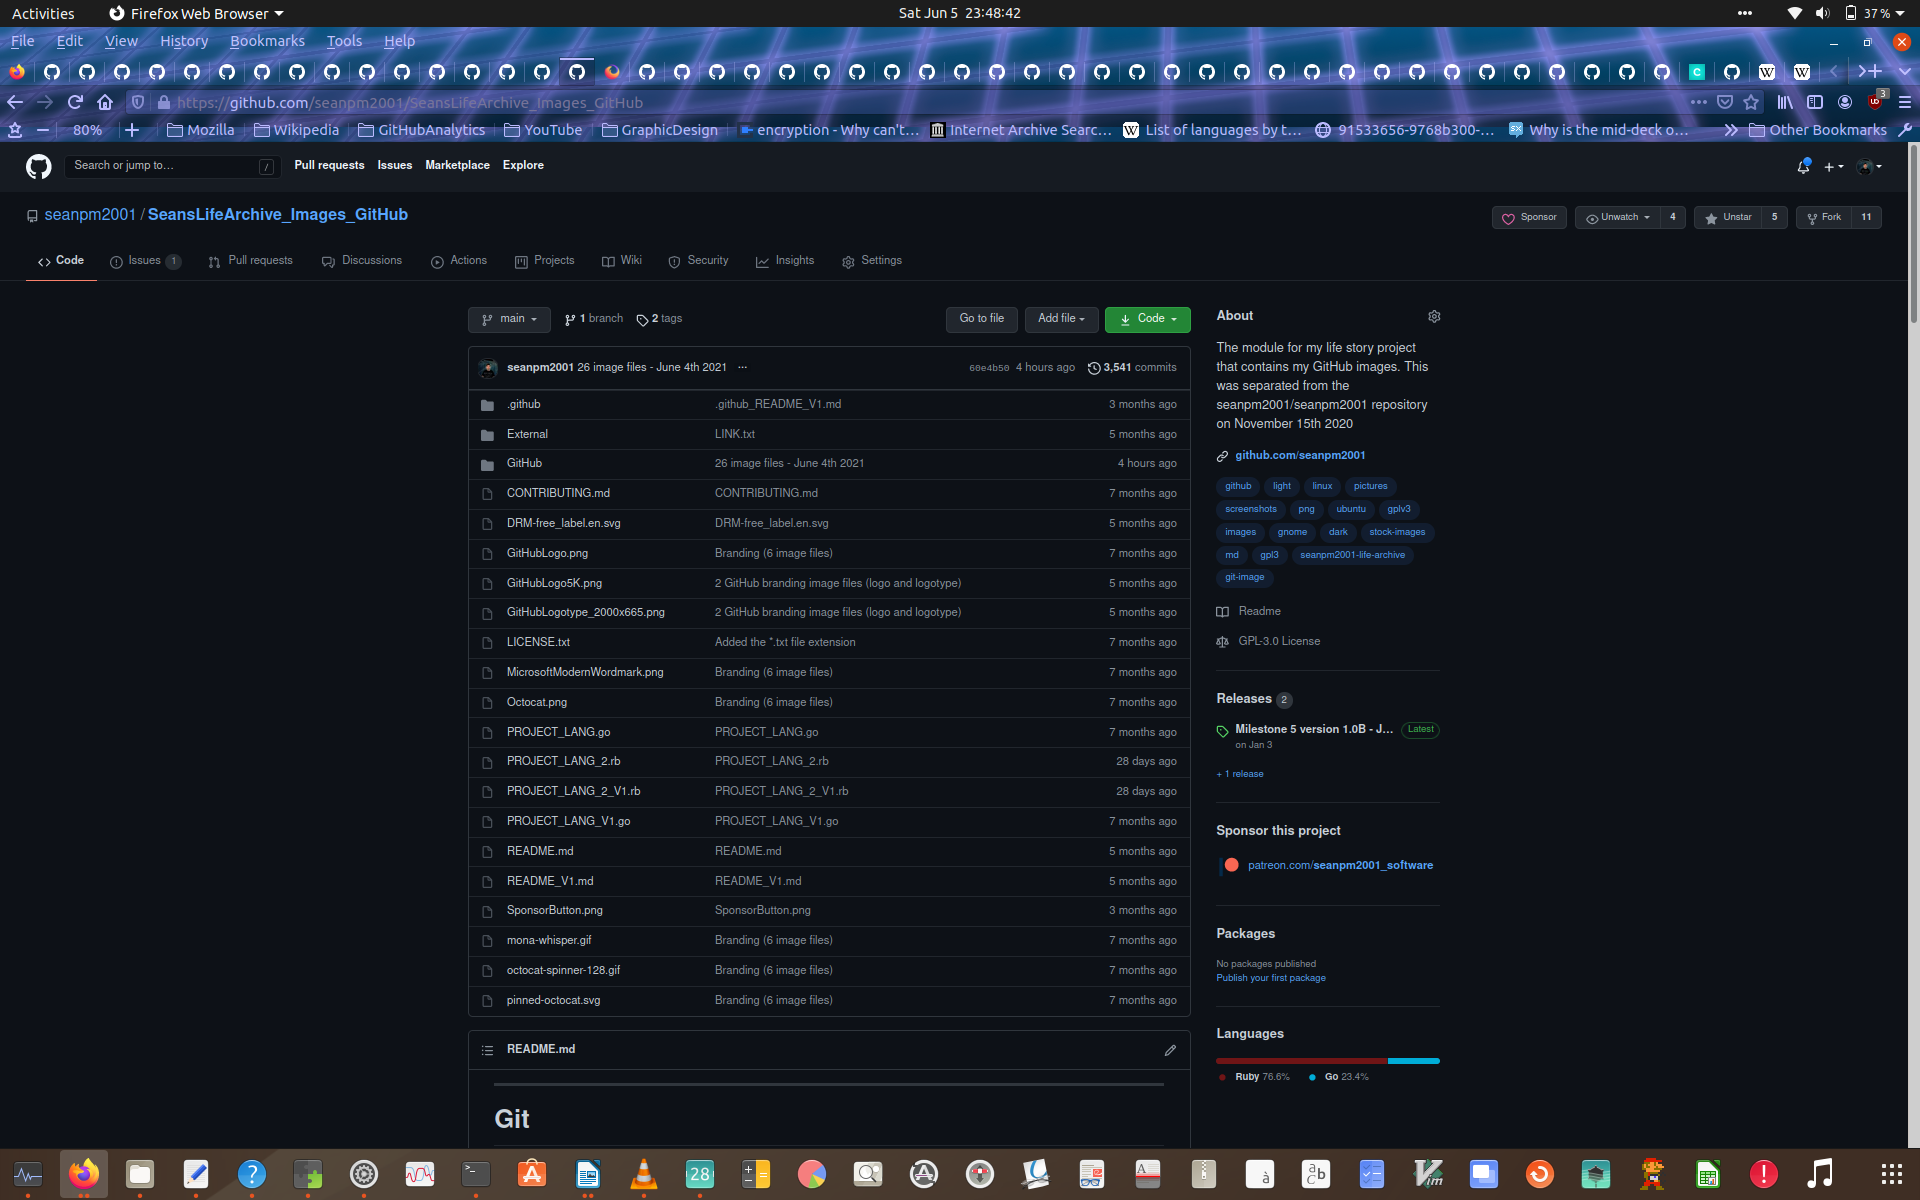 Activities Firefox Web Browser Sat Jun 5 23:48:42 37 %
File Edit View History Bookmarks Tools Help
https://github.com/seanpm2001/SeansLifeArchive_Images_GitHub 3
80% Mozilla Wikipedia GitHubAnalytics YouTube GraphicDesign encryption - Why can't… Internet Archive Searc… List of languages by t… 91533656-9768b300-… Why is the mid-deck o… Other Bookmarks
Search or jump to… / Pull requests Issues Marketplace Explore
seanpm2001 / SeansLifeArchive_Images_GitHub Sponsor Unwatch 4 Unstar 5 Fork 11
Code Issues 1 Pull requests Discussions Actions Projects Wiki Security Insights Settings
main 1 branch 2 tags Go to file Add file Code
seanpm2001 26 image files - June 4th 2021 ... 60e4b50 4 hours ago 3,541 commits
.github .github_README_V1.md 3 months ago
External LINK.txt 5 months ago
GitHub 26 image files - June 4th 2021 4 hours ago
CONTRIBUTING.md CONTRIBUTING.md 7 months ago
DRM-free_label.en.svg DRM-free_label.en.svg 5 months ago
GitHubLogo.png Branding (6 image files) 7 months ago
GitHubLogo5K.png 2 GitHub branding image files (logo and logotype) 5 months ago
GitHubLogotype_2000x665.png 2 GitHub branding image files (logo and logotype) 5 months ago
LICENSE.txt Added the *.txt file extension 7 months ago
MicrosoftModernWordmark.png Branding (6 image files) 7 months ago
Octocat.png Branding (6 image files) 7 months ago
PROJECT_LANG.go PROJECT_LANG.go 7 months ago
PROJECT_LANG_2.rb PROJECT_LANG_2.rb 28 days ago
PROJECT_LANG_2_V1.rb PROJECT_LANG_2_V1.rb 28 days ago
PROJECT_LANG_V1.go PROJECT_LANG_V1.go 7 months ago
README.md README.md 5 months ago
README_V1.md README_V1.md 5 months ago
SponsorButton.png SponsorButton.png 3 months ago
mona-whisper.gif Branding (6 image files) 7 months ago
octocat-spinner-128.gif Branding (6 image files) 7 months ago
pinned-octocat.svg Branding (6 image files) 7 months ago
README.md
Git
About
The module for my life story project
that contains my GitHub images. This
was separated from the
seanpm2001/seanpm2001 repository
on November 15th 2020
github.com/seanpm2001
github light linux pictures
screenshots png ubuntu gplv3
images gnome dark stock-images
md gpl3 seanpm2001-life-archive
git-image
Readme
GPL-3.0 License
Releases 2
Milestone 5 version 1.0B - J... Latest
on Jan 3
+ 1 release
Sponsor this project
patreon.com/seanpm2001_software
Packages
No packages published
Publish your first package
Languages
Ruby 76.6% Go 23.4%
28